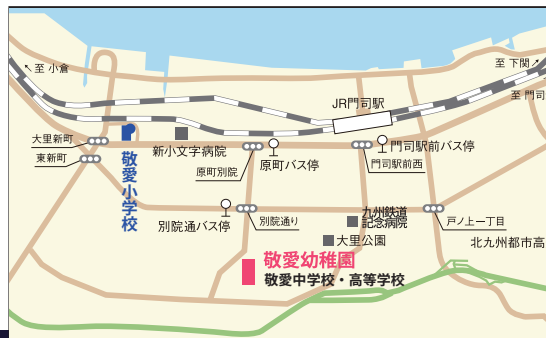 至 小倉
至 下関
至 門司
JR門司駅
大里新町
東新町
敬愛小学校
新小文字病院
原町別院
原町バス停
門司駅前バス停
門司駅前西
別院通バス停
別院通り
九州鉄道
記念病院
大里公園
戸ノ上一丁目
北九州都市高
敬愛幼稚園
敬愛中学校・高等学校